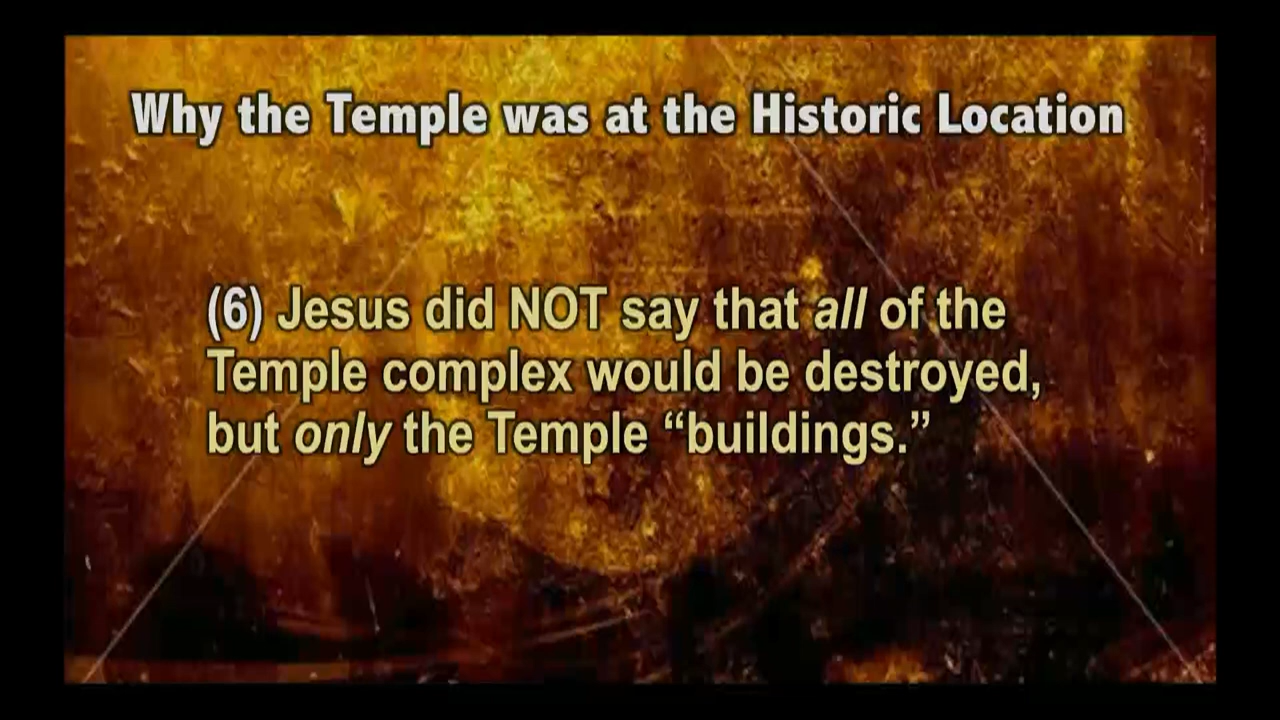 Why the Temple was at the Historic Location
(6) Jesus did NOT say that all of the
Temple complex would be destroyed,
but only the Temple “buildings.”